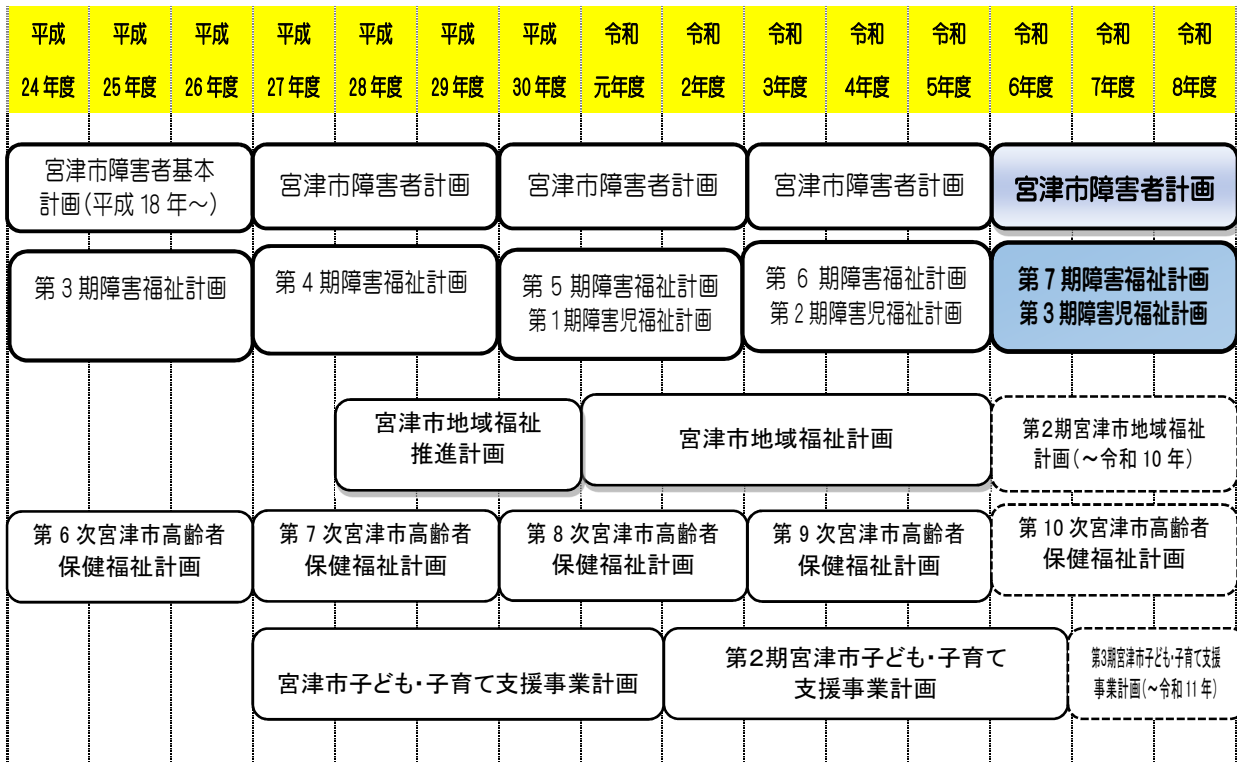 平成 平成 平成 平成 平成 平成 平成 令和 令和 令和 令和 令和 令和 令和 令和
24年度 25年度 26年度 27年度 28年度 29年度 30年度 元年度 2年度 3年度 4年度 5年度 6年度 7年度 8年度
宮津市障害者基本
計画(平成18年～)
宮津市障害者計画
宮津市障害者計画
宮津市障害者計画
宮津市障害者計画
第3期障害福祉計画
第4期障害福祉計画
第5期障害福祉計画
第1期障害児福祉計画
第6期障害福祉計画
第2期障害児福祉計画
第7期障害福祉計画
第3期障害児福祉計画
宮津市地域福祉
推進計画
宮津市地域福祉計画
第2期宮津市地域福祉
計画(～令和10年)
第6次宮津市高齢者
保健福祉計画
第7次宮津市高齢者
保健福祉計画
第8次宮津市高齢者
保健福祉計画
第9次宮津市高齢者
保健福祉計画
第10次宮津市高齢者
保健福祉計画
宮津市子ども・子育て支援事業計画
第2期宮津市子ども・子育て
支援事業計画
第3期宮津市子ども・子育て支援
事業計画(～令和11年)